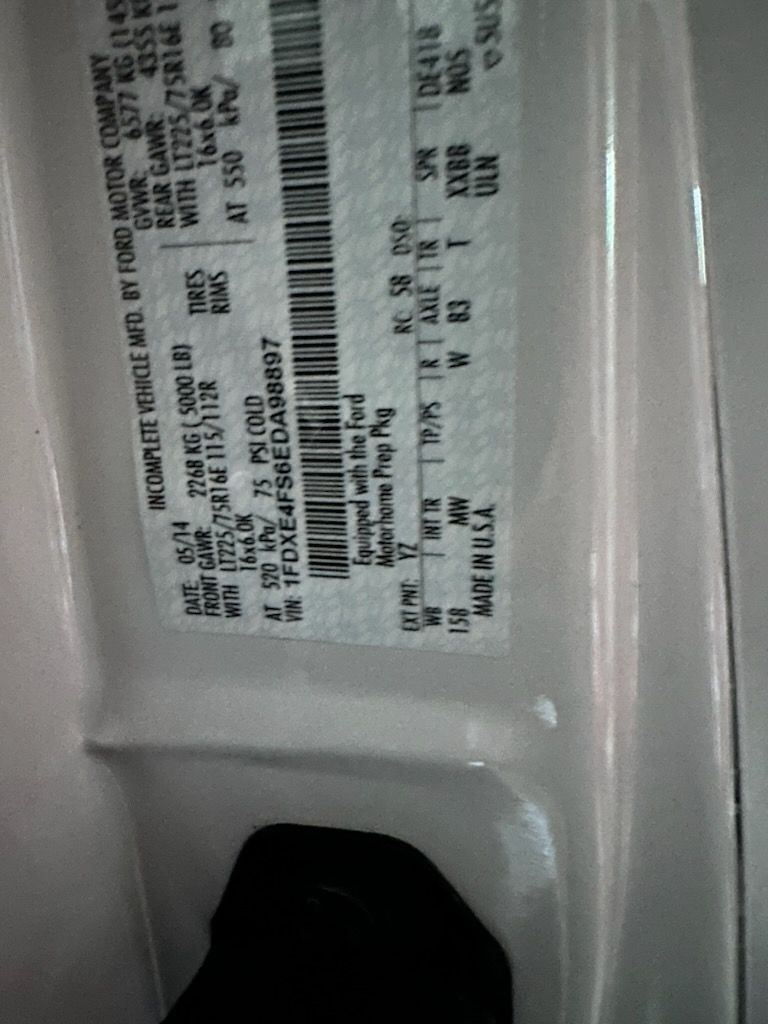 INCOMPLETE VEHICLE MFD. BY FORD MOTOR COMPANY
DATE: 05/14 GVWR: 6577 KG (145
FRONT GAWR: 2268 KG ( 5000 LB) REAR GAWR: 4355
WITH LT225/75R16E 115/112R TIRES WITH LT225/75R16E 1
16x6.0K RIMS 16x6.0K
AT 520 kPa/ 75 PSI COLD AT 550 kPa/ 80
VIN: 1FDXE4FS6EDA98897
Equipped with the Ford
Motorhome Prep Pkg
RC: 58 DSO:
EXT PNT: YZ
WB | INT TR | TP/PS | R | AXLE | TR | SPR | DE418
158 MW W 83 T XXBB NOS
MADE IN U.S.A. ULN ▽ SUS